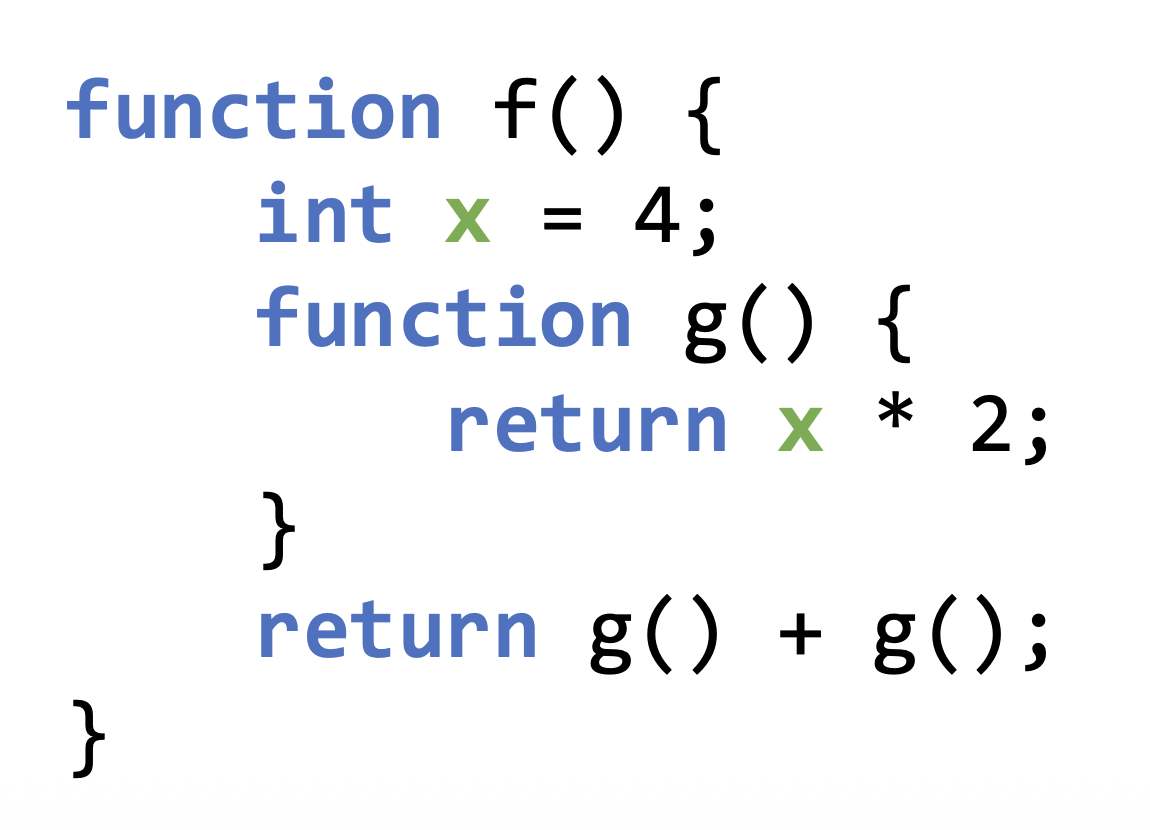 function f() {
    int x = 4;
    function g() {
        return x * 2;
    }
    return g() + g();
}